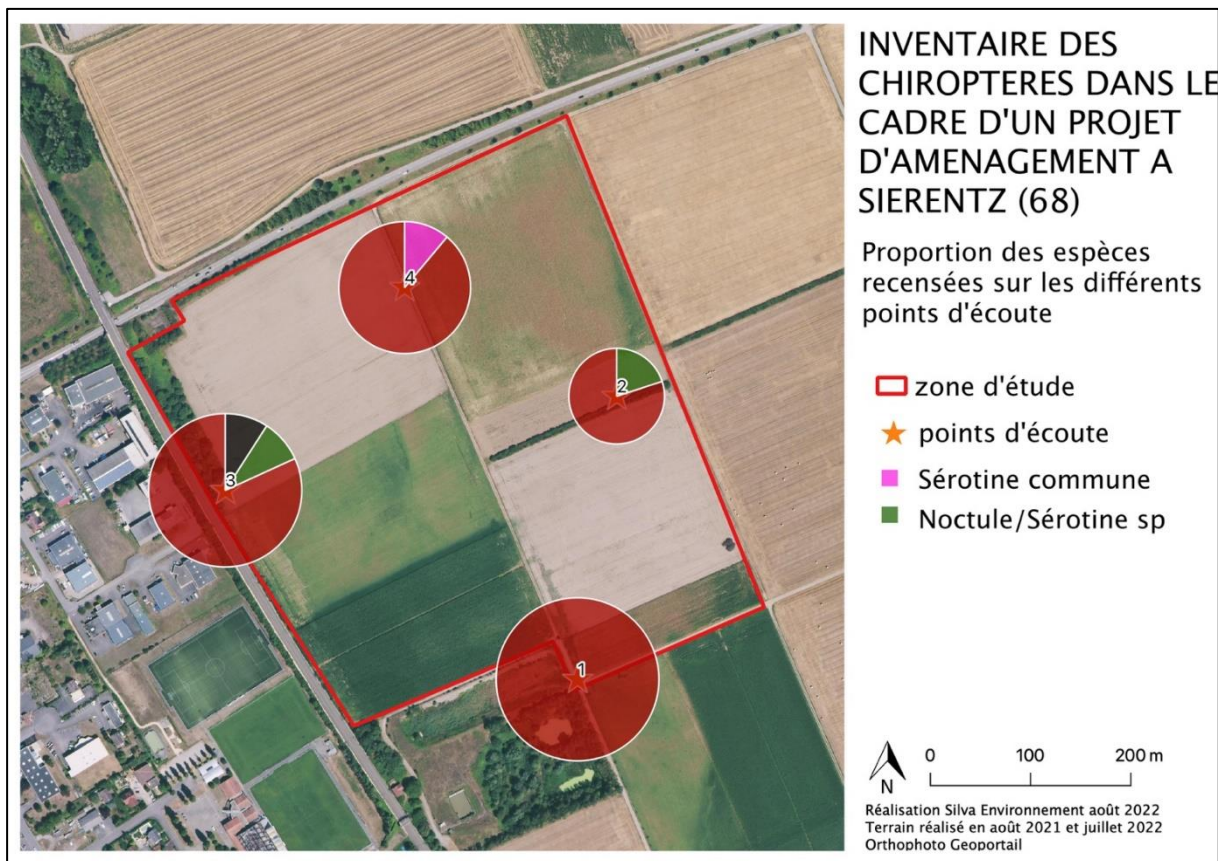 INVENTAIRE DES
CHIROPTERES DANS LE
CADRE D'UN PROJET
D'AMENAGEMENT A
SIERENTZ (68)
Proportion des espèces
recensées sur les différents
points d'écoute
zone d'étude
points d'écoute
Sérotine commune
Noctule/Sérotine sp
4
2
3
1
0 100 200 m
N
Réalisation Silva Environnement août 2022
Terrain réalisé en août 2021 et juillet 2022
Orthophoto Geoportail